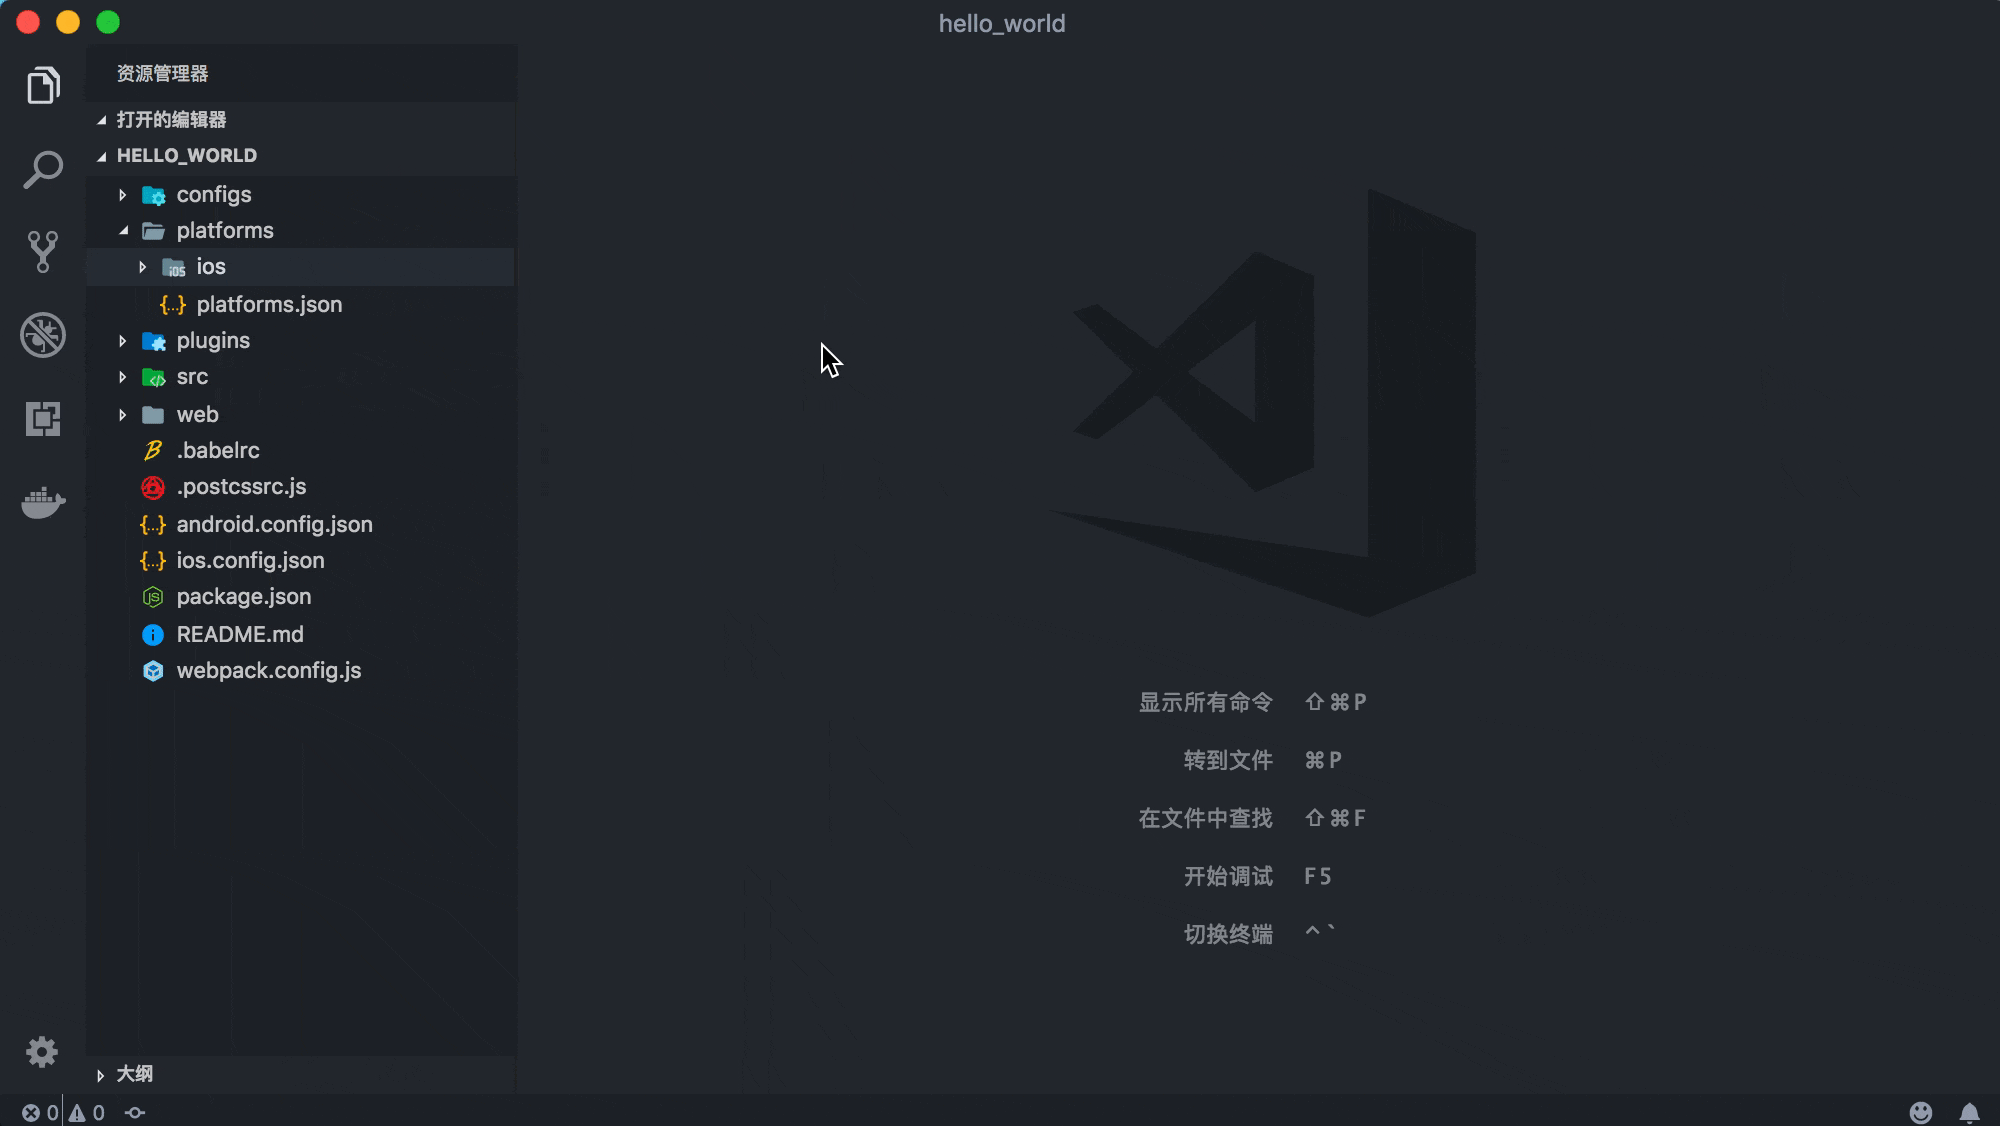 hello_world
资源管理器
打开的编辑器
HELLO_WORLD
configs
platforms
ios
platforms.json
plugins
src
web
.babelrc
.postcssrc.js
android.config.json
ios.config.json
package.json
README.md
webpack.config.js
显示所有命令 ⇧⌘P
转到文件 ⌘P
在文件中查找 ⇧⌘F
开始调试 F5
切换终端 ^`
大纲
0 0